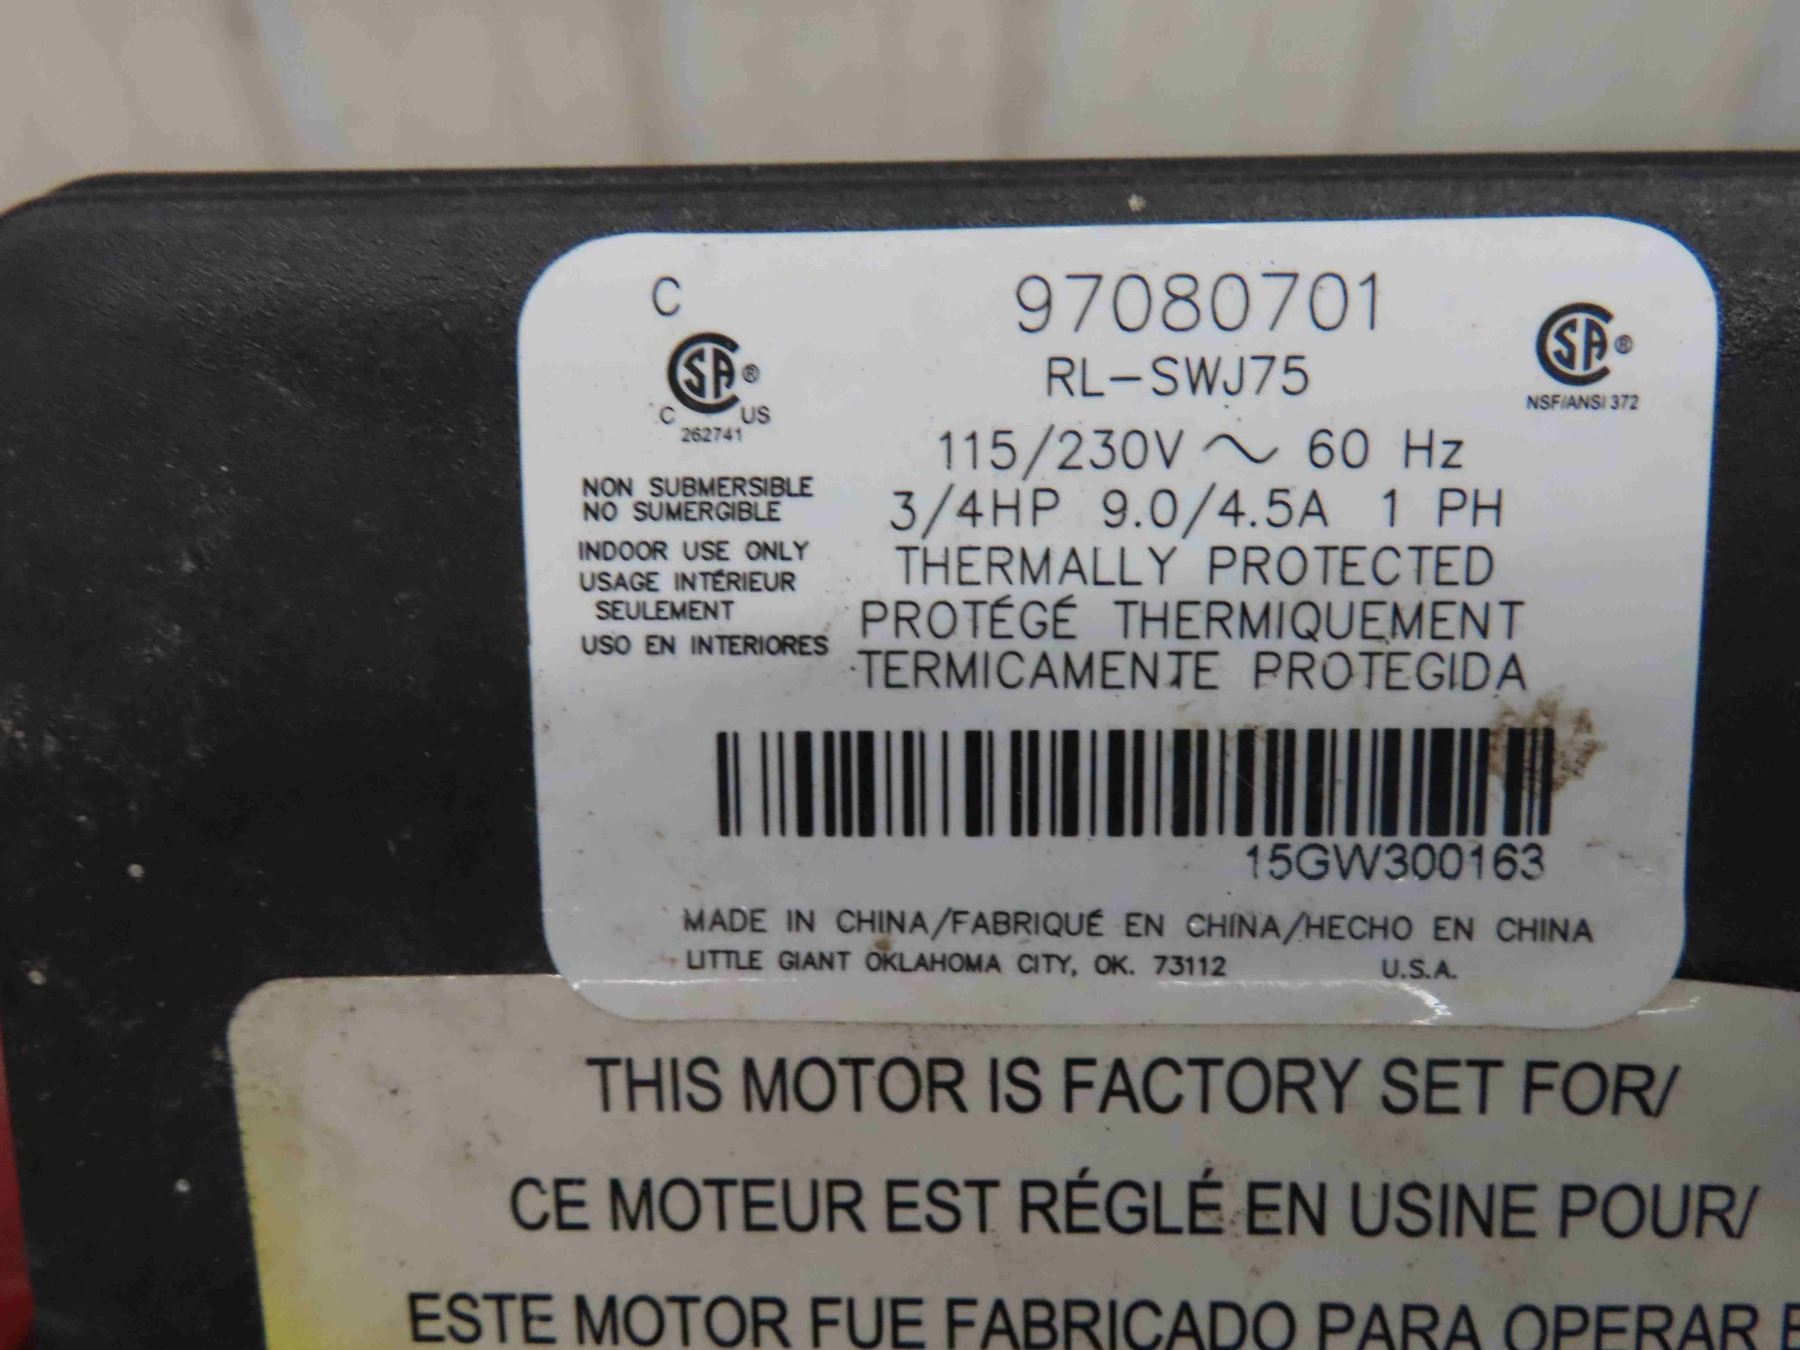 C
97080701
RL-SWJ75
SA®
C US
262741
SA®
NSF/ANSI 372
115/230V ~ 60 Hz
3/4HP 9.0/4.5A 1 PH
THERMALLY PROTECTED
PROTÉGÉ THERMIQUEMENT
TERMICAMENTE PROTEGIDA
NON SUBMERSIBLE
NO SUMERGIBLE
INDOOR USE ONLY
USAGE INTÉRIEUR
SEULEMENT
USO EN INTERIORES
15GW300163
MADE IN CHINA/FABRIQUÉ EN CHINA/HECHO EN CHINA
LITTLE GIANT OKLAHOMA CITY, OK. 73112 U.S.A.
THIS MOTOR IS FACTORY SET FOR/
CE MOTEUR EST RÉGLÉ EN USINE POUR/
ESTE MOTOR FUE FABRICADO PARA OPERAR